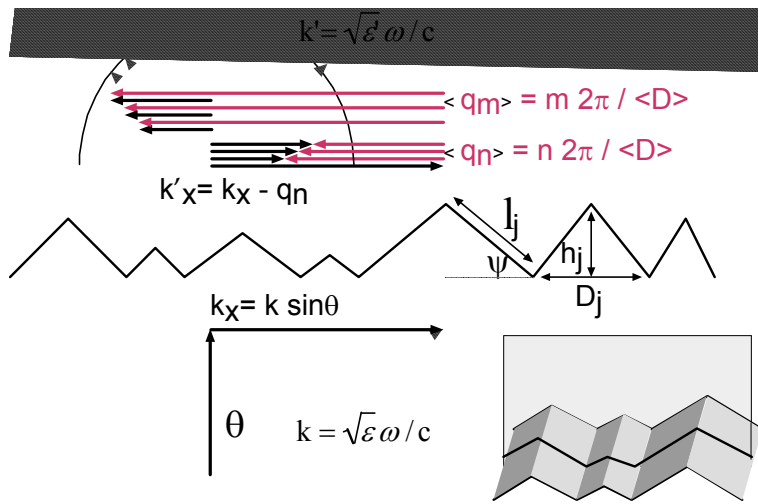 k'= √ε' ω/c
<qm> = m 2π / <D>
<qn> = n 2π / <D>
k′x= kx - qn
lj
ψ
hj
Dj
kx= k sinθ
θ
k = √ε ω/c